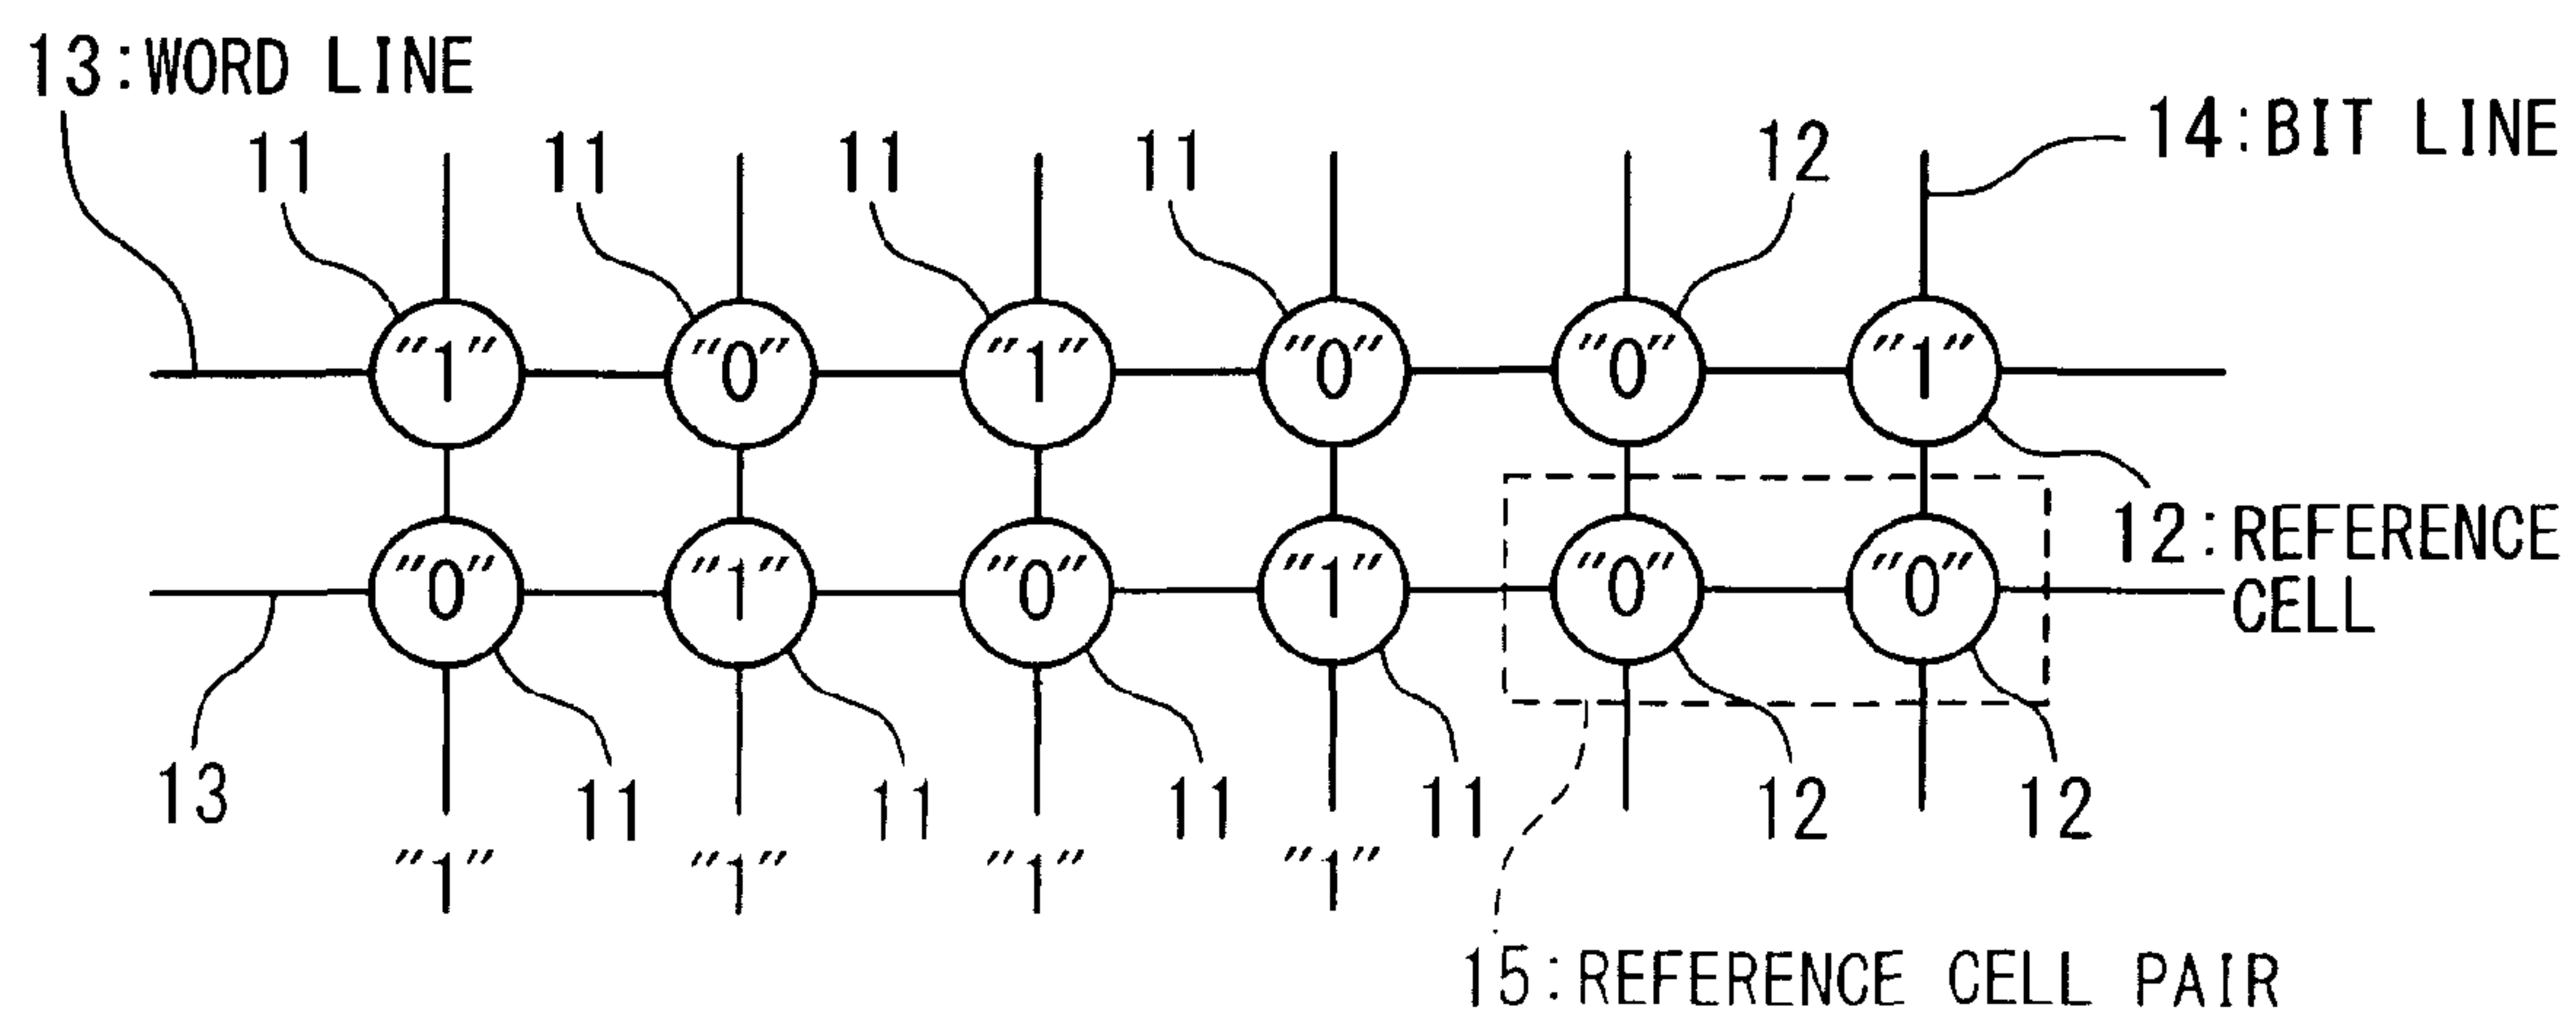 13:WORD LINE
11 11 11 11 12 14:BIT LINE
"1" "0" "1" "0" "0" "1"
12:REFERENCE
CELL
"0" "1" "0" "1" "0" "0"
13 11 11 11 11 12 12
"1" "1" "1" "1"
15:REFERENCE CELL PAIR